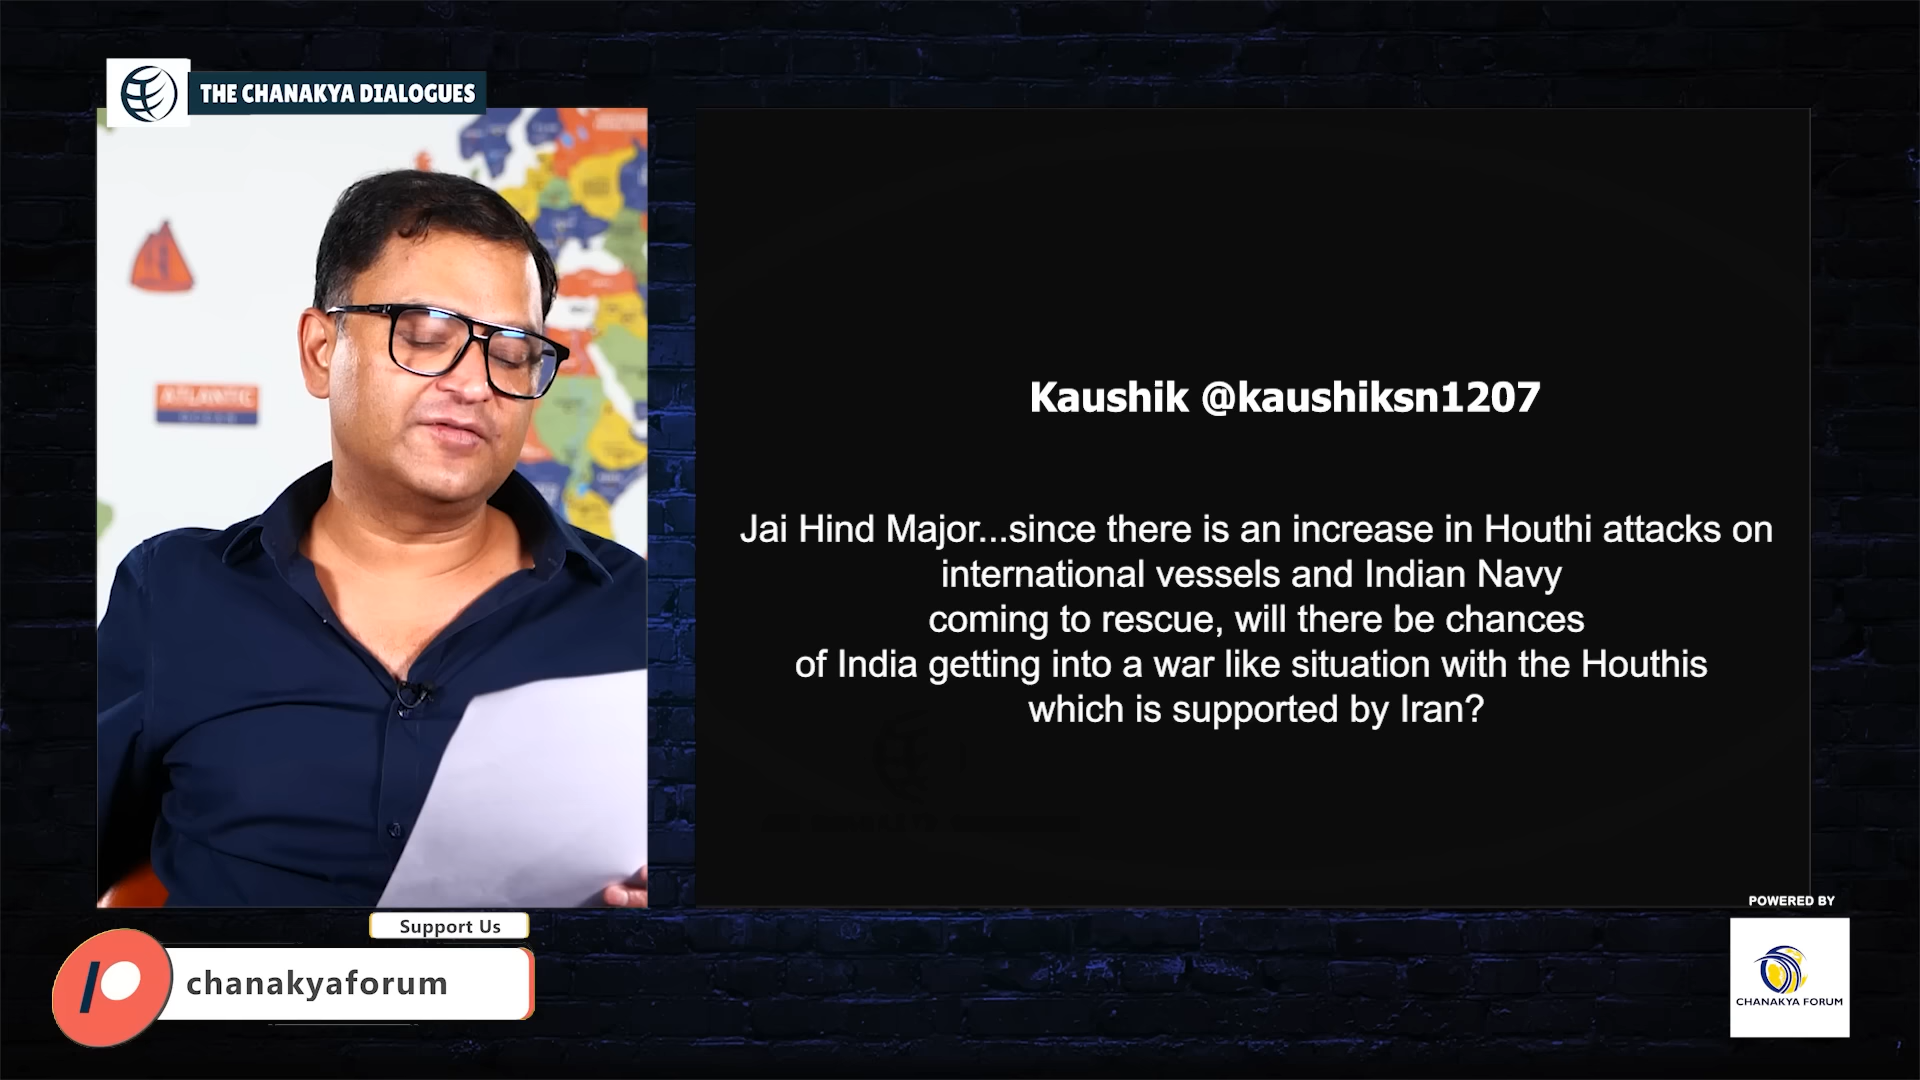 THE CHANAKYA DIALOGUES
ATLANTIC
Kaushik @kaushiksn1207
Jai Hind Major...since there is an increase in Houthi attacks on
international vessels and Indian Navy
coming to rescue, will there be chances
of India getting into a war like situation with the Houthis
which is supported by Iran?
Support Us
chanakyaforum
POWERED BY
CHANAKYA FORUM